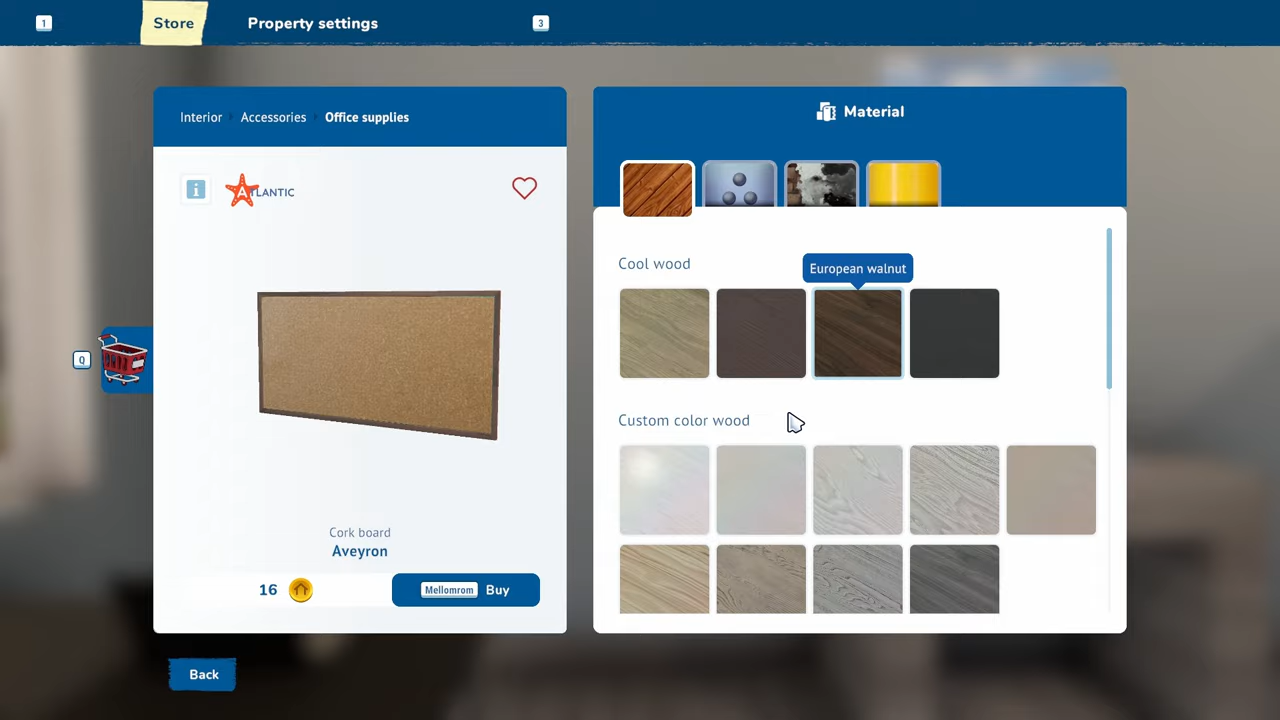 1
Store
Property settings
3
Interior
Accessories
Office supplies
i
ATLANTIC
Q
Cork board
Aveyron
16
Mellomrom
Buy
Back
Material
Cool wood
European walnut
Custom color wood